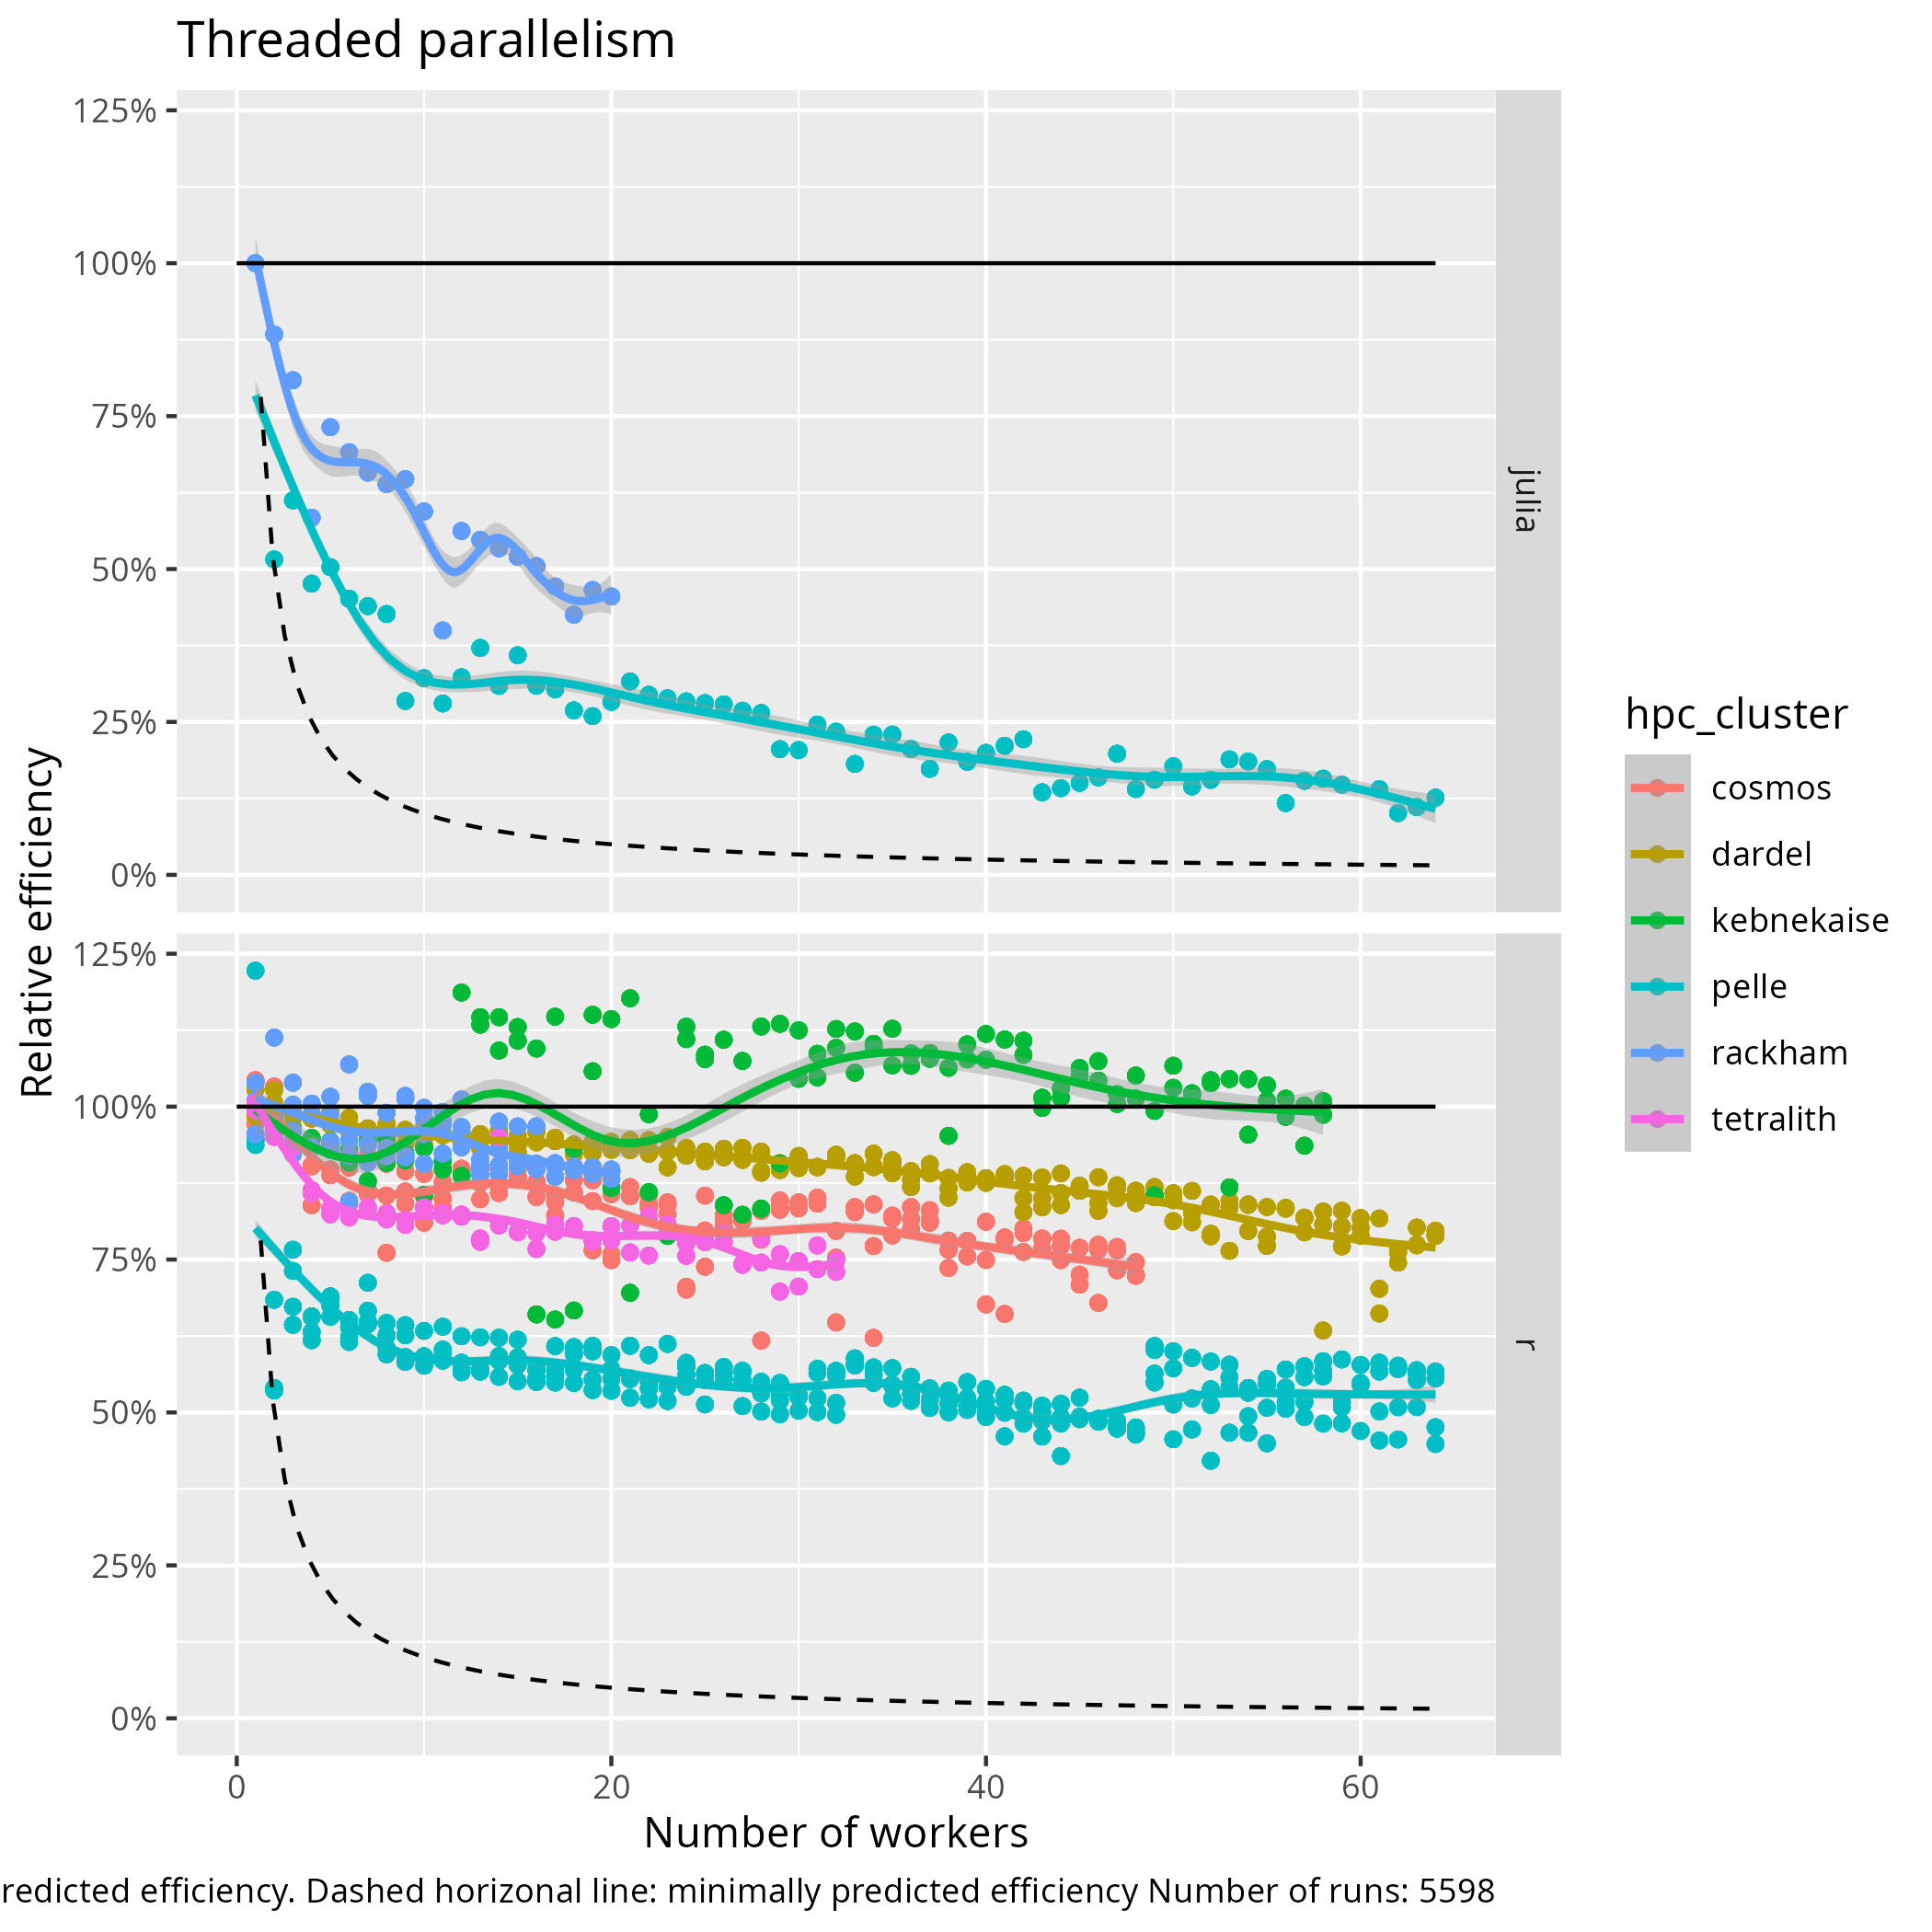 Threaded parallelism
125%
100%
75%
50%
25%
0%
julia
125%
100%
75%
50%
25%
0%
r
0
20
40
60
Number of workers
Relative efficiency
hpc_cluster
cosmos
dardel
kebnekaise
pelle
rackham
tetralith
redicted efficiency. Dashed horizonal line: minimally predicted efficiency Number of runs: 5598